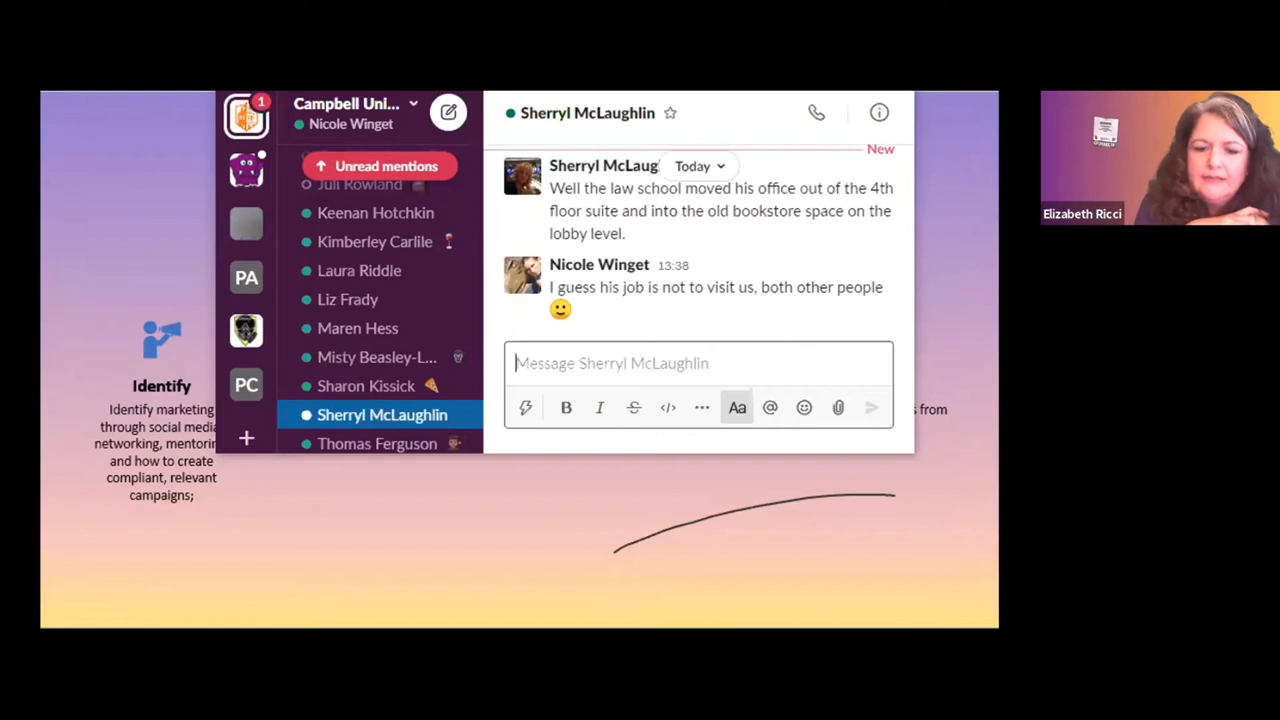 1
Campbell Uni...
Nicole Winget
Unread mentions
Juli Rowland
Keenan Hotchkin
Kimberley Carlile
Laura Riddle
Liz Frady
Maren Hess
Misty Beasley-L...
Sharon Kissick
Sherryl McLaughlin
Thomas Ferguson
PA
PC
+
Sherryl McLaughlin
New
Sherryl McLaug
Today
Well the law school moved his office out of the 4th
floor suite and into the old bookstore space on the
lobby level.
Nicole Winget 13:38
I guess his job is not to visit us, both other people
🙂
Message Sherryl McLaughlin
B I S </> ... Aa @
Identify
Identify marketing
through social media
networking, mentorin
and how to create
compliant, relevant
campaigns;
s from
Elizabeth Ricci